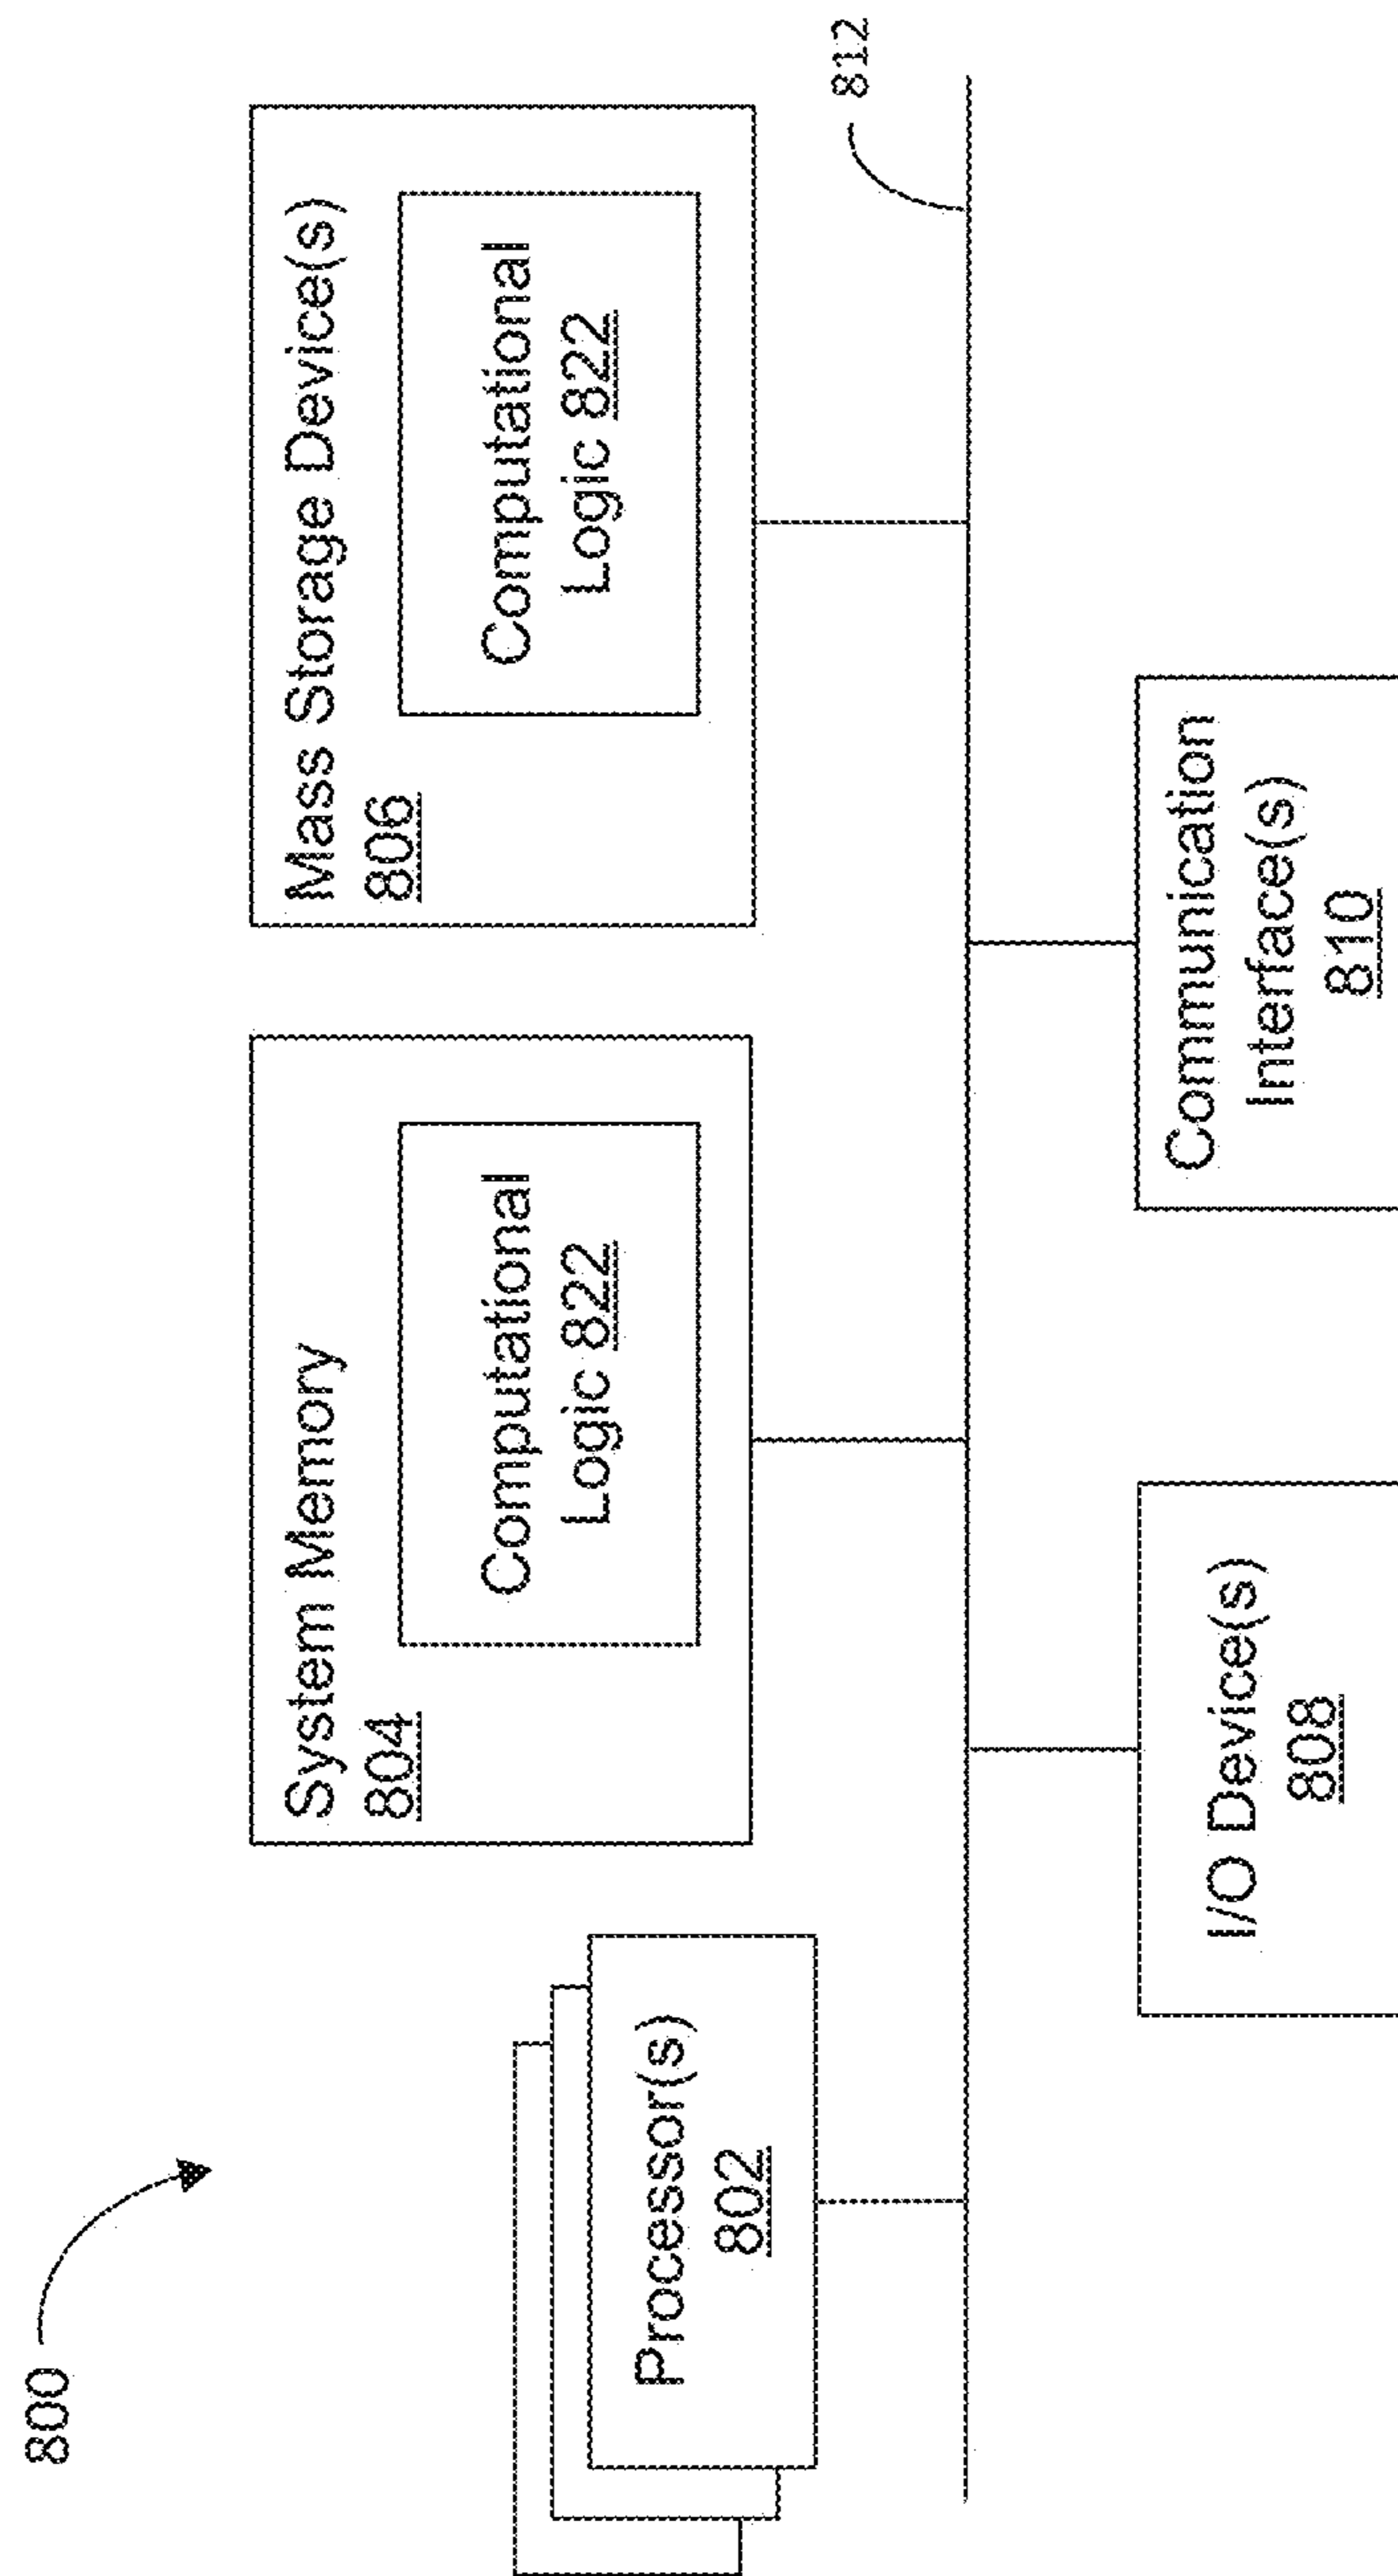 800
Processor(s)
802
System Memory
804
Computational
Logic 822
Mass Storage Device(s)
806
Computational
Logic 822
812
I/O Device(s)
808
Communication
Interface(s)
810